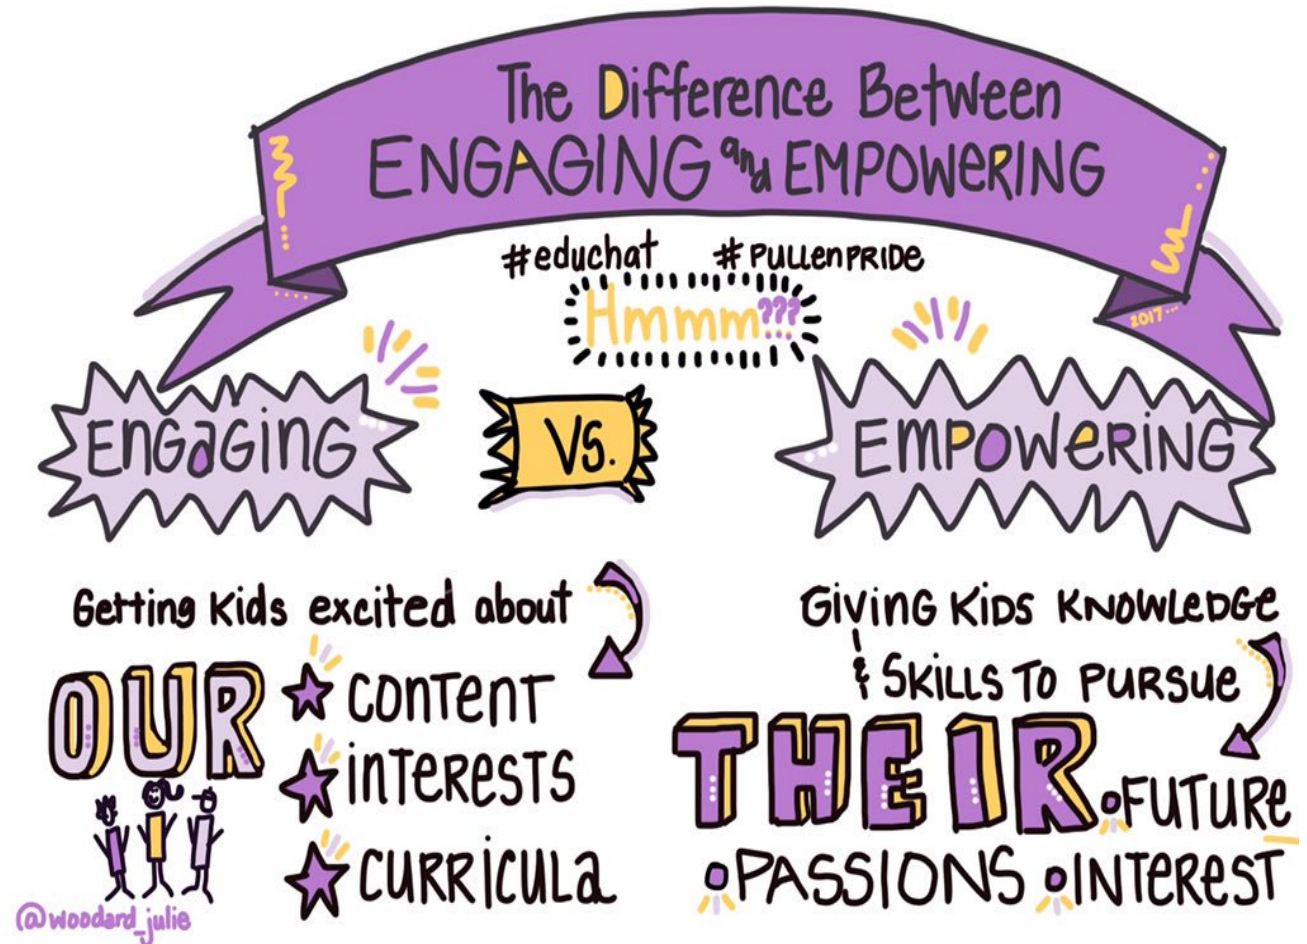 The Difference Between
ENGAGING and EMPOWERING
#educhat #PULLENPRIDE
Hmmm???
2017...
ENGAGING
VS.
EMPOWERING
Getting Kids excited about
OUR
CONTENT
INTERESTS
CURRICULA
@woodard_julie
GIVING KIDS KNOWLEDGE
& SKILLS TO PURSUE
THEIR
FUTURE
PASSIONS
INTEREST